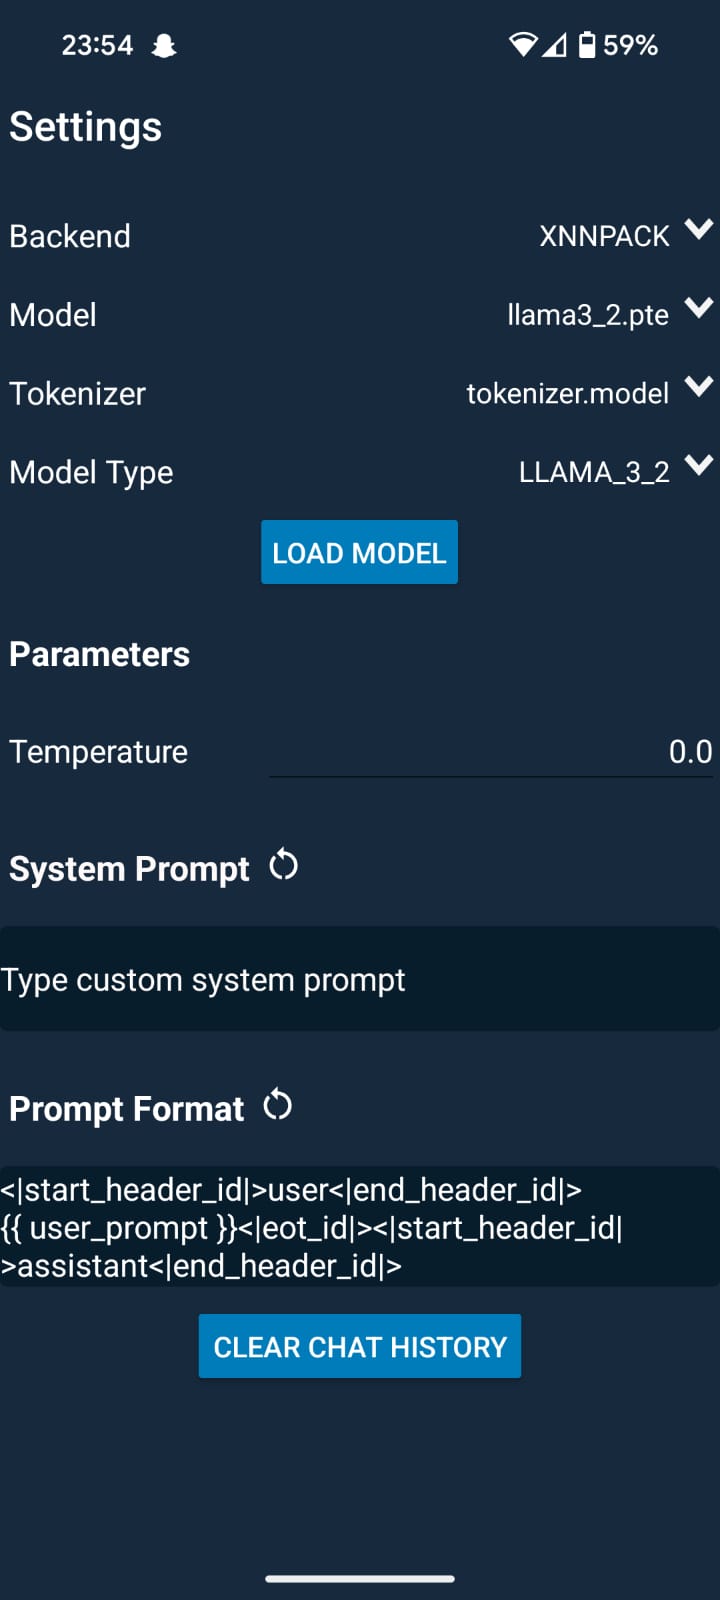 23:54 59%
Settings
Backend XNNPACK
Model llama3_2.pte
Tokenizer tokenizer.model
Model Type LLAMA_3_2
LOAD MODEL
Parameters
Temperature 0.0
System Prompt
Type custom system prompt
Prompt Format
<|start_header_id|>user<|end_header_id|>
{{ user_prompt }}<|eot_id|><|start_header_id|
>assistant<|end_header_id|>
CLEAR CHAT HISTORY